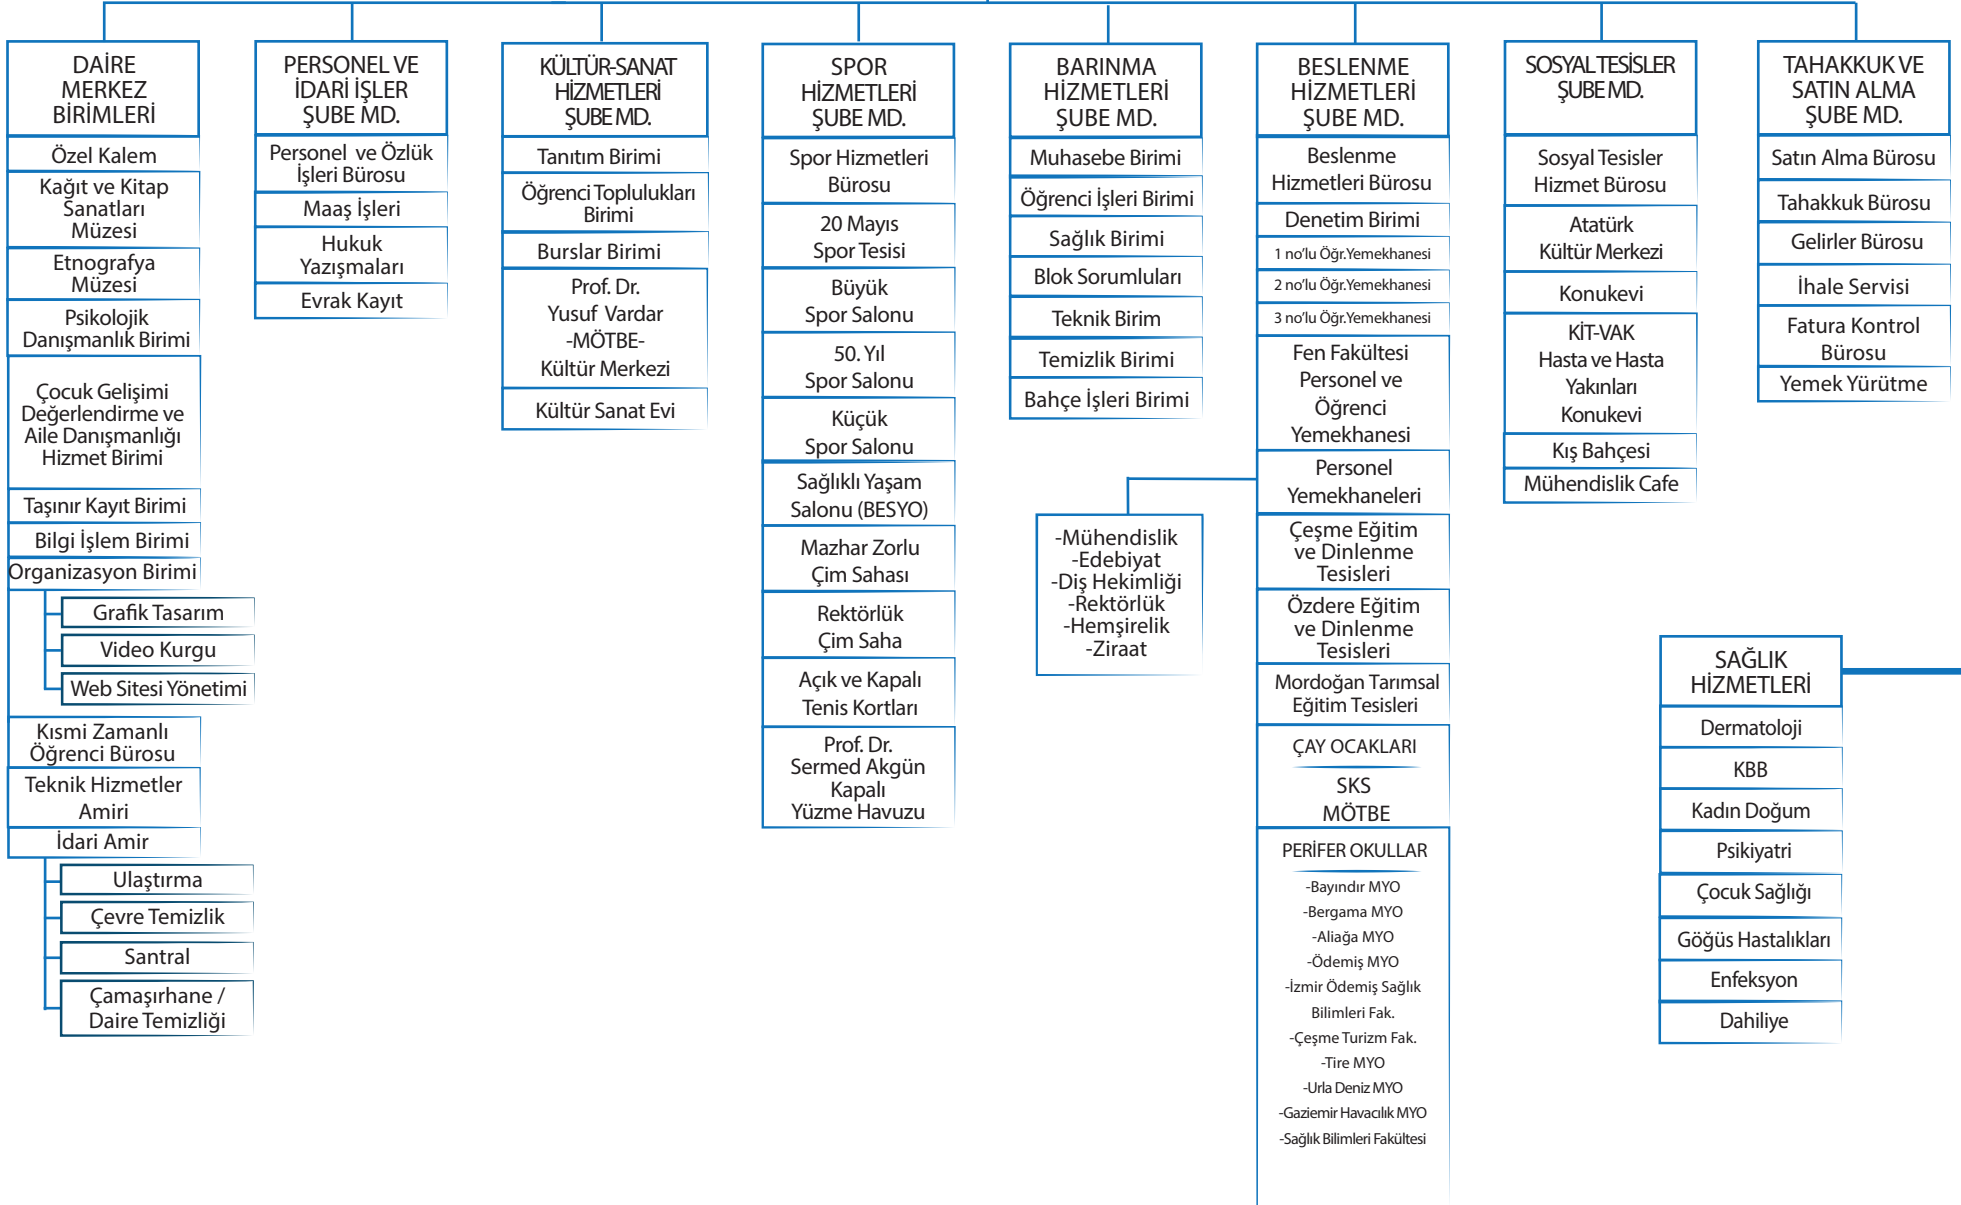 DAİRE
MERKEZ
BİRİMLERİ
Özel Kalem
Kağıt ve Kitap
Sanatları
Müzesi
Etnografya
Müzesi
Psikolojik
Danışmanlık Birimi
Çocuk Gelişimi
Değerlendirme ve
Aile Danışmanlığı
Hizmet Birimi
Taşınır Kayıt Birimi
Bilgi İşlem Birimi
Organizasyon Birimi
Grafik Tasarım
Video Kurgu
Web Sitesi Yönetimi
Kısmi Zamanlı
Öğrenci Bürosu
Teknik Hizmetler
Amiri
İdari Amir
Ulaştırma
Çevre Temizlik
Santral
Çamaşırhane /
Daire Temizliği
PERSONEL VE
İDARİ İŞLER
ŞUBE MD.
Personel ve Özlük
İşleri Bürosu
Maaş İşleri
Hukuk
Yazışmaları
Evrak Kayıt
KÜLTÜR-SANAT
HİZMETLERİ
ŞUBE MD.
Tanıtım Birimi
Öğrenci Toplulukları
Birimi
Burslar Birimi
Prof. Dr.
Yusuf Vardar
-MÖTBE-
Kültür Merkezi
Kültür Sanat Evi
SPOR
HİZMETLERİ
ŞUBE MD.
Spor Hizmetleri
Bürosu
20 Mayıs
Spor Tesisi
Büyük
Spor Salonu
50. Yıl
Spor Salonu
Küçük
Spor Salonu
Sağlıklı Yaşam
Salonu (BESYO)
Mazhar Zorlu
Çim Sahası
Rektörlük
Çim Saha
Açık ve Kapalı
Tenis Kortları
Prof. Dr.
Sermed Akgün
Kapalı
Yüzme Havuzu
BARINMA
HİZMETLERİ
ŞUBE MD.
Muhasebe Birimi
Öğrenci İşleri Birimi
Sağlık Birimi
Blok Sorumluları
Teknik Birim
Temizlik Birimi
Bahçe İşleri Birimi
-Mühendislik
-Edebiyat
-Diş Hekimliği
-Rektörlük
-Hemşirelik
-Ziraat
BESLENME
HİZMETLERİ
ŞUBE MD.
Beslenme
Hizmetleri Bürosu
Denetim Birimi
1 no'lu Öğr.Yemekhanesi
2 no'lu Öğr.Yemekhanesi
3 no'lu Öğr.Yemekhanesi
Fen Fakültesi
Personel ve
Öğrenci
Yemekhanesi
Personel
Yemekhaneleri
Çeşme Eğitim
ve Dinlenme
Tesisleri
Özdere Eğitim
ve Dinlenme
Tesisleri
Mordoğan Tarımsal
Eğitim Tesisleri
ÇAY OCAKLARI
SKS
MÖTBE
PERİFER OKULLAR
-Bayındır MYO
-Bergama MYO
-Aliağa MYO
-Ödemiş MYO
-İzmir Ödemiş Sağlık
Bilimleri Fak.
-Çeşme Turizm Fak.
-Tire MYO
-Urla Deniz MYO
-Gaziemir Havacılık MYO
-Sağlık Bilimleri Fakültesi
SOSYAL TESİSLER
ŞUBE MD.
Sosyal Tesisler
Hizmet Bürosu
Atatürk
Kültür Merkezi
Konukevi
KİT-VAK
Hasta ve Hasta
Yakınları
Konukevi
Kış Bahçesi
Mühendislik Cafe
TAHAKKUK VE
SATIN ALMA
ŞUBE MD.
Satın Alma Bürosu
Tahakkuk Bürosu
Gelirler Bürosu
İhale Servisi
Fatura Kontrol
Bürosu
Yemek Yürütme
SAĞLIK
HİZMETLERİ
Dermatoloji
KBB
Kadın Doğum
Psikiyatri
Çocuk Sağlığı
Göğüs Hastalıkları
Enfeksyon
Dahiliye